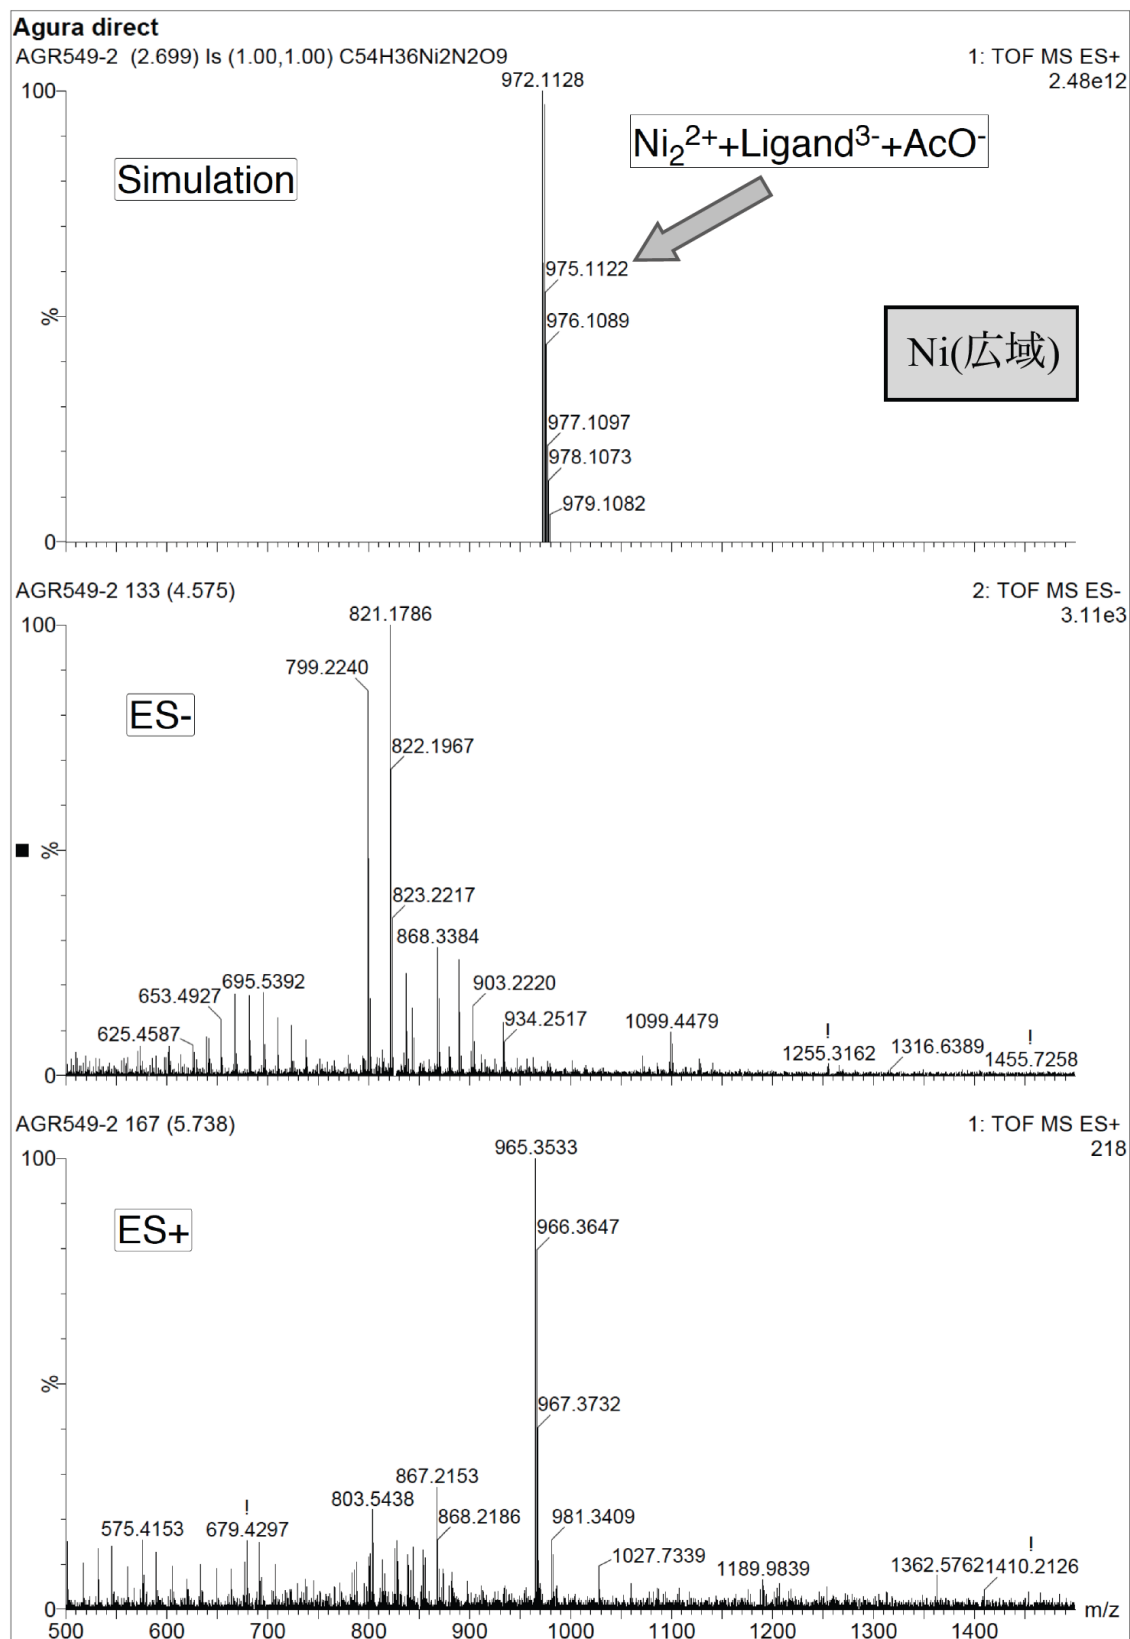 Agura direct
AGR549-2 (2.699) Is (1.00,1.00) C54H36Ni2N2O9
1: TOF MS ES+
2.48e12
972.1128
100
Simulation
Ni₂²⁺+Ligand³⁻+AcO⁻
975.1122
976.1089
%
Ni(広域)
977.1097
978.1073
979.1082
0
AGR549-2 133 (4.575)
2: TOF MS ES-
3.11e3
821.1786
100
799.2240
ES-
822.1967
%
823.2217
868.3384
695.5392
653.4927
903.2220
625.4587
934.2517
1099.4479
!
1255.3162
1316.6389
!
1455.7258
0
AGR549-2 167 (5.738)
1: TOF MS ES+
218
965.3533
100
ES+
966.3647
%
967.3732
867.2153
803.5438
!
679.4297
575.4153
868.2186
981.3409
1027.7339
1189.9839
1362.5762
!
1410.2126
0
m/z
500 600 700 800 900 1000 1100 1200 1300 1400